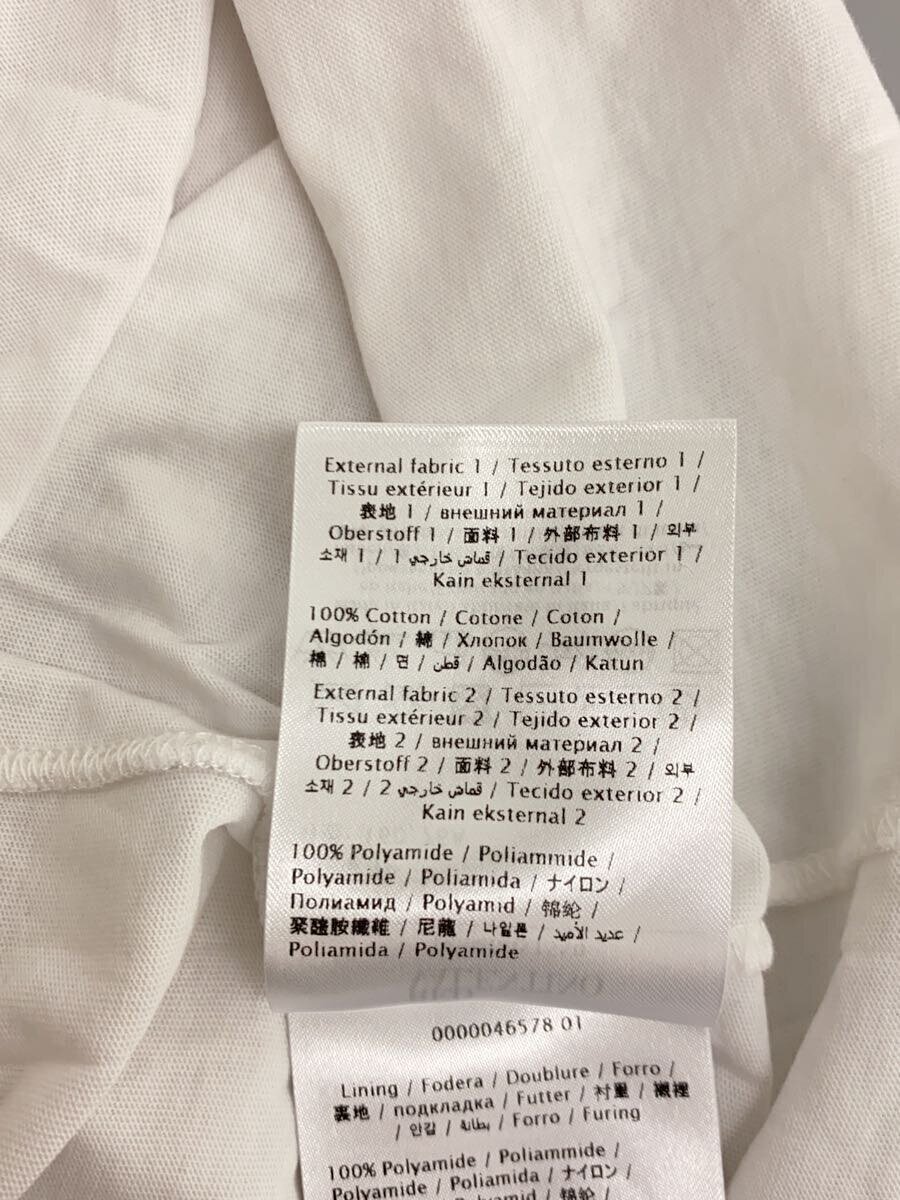 External fabric 1 / Tessuto esterno 1 /
Tissu extérieur 1 / Tejido exterior 1 /
表地 1 / внешний материал 1 /
Oberstoff 1 / 面料 1 / 外部布料 1 / 외부
소재 1 / قماش خارجي 1 / Tecido exterior 1 /
Kain eksternal 1
100% Cotton / Cotone / Coton /
Algodón / 綿 / Хлопок / Baumwolle /
棉 / 棉 / 면 / قطن / Algodão / Katun
External fabric 2 / Tessuto esterno 2 /
Tissu extérieur 2 / Tejido exterior 2 /
表地 2 / внешний материал 2 /
Oberstoff 2 / 面料 2 / 外部布料 2 / 외부
소재 2 / قماش خارجي 2 / Tecido exterior 2 /
Kain eksternal 2
100% Polyamide / Poliammide /
Polyamide / Poliamida / ナイロン /
Полиамид / Polyamid / 锦纶 /
聚醯胺纖維 / 尼龍 / 나일론 / عديد الأميد /
Poliamida / Polyamide
0000046578 01
Lining / Fodera / Doublure / Forro /
裏地 / подкладка / Futter / 村里 / 襯裡
/ 안감 / بطانة / Forro / Furing
100% Polyamide / Poliammide /
Polyamide / Poliamida / ナイロン /
Polyamid / 锦纶 /